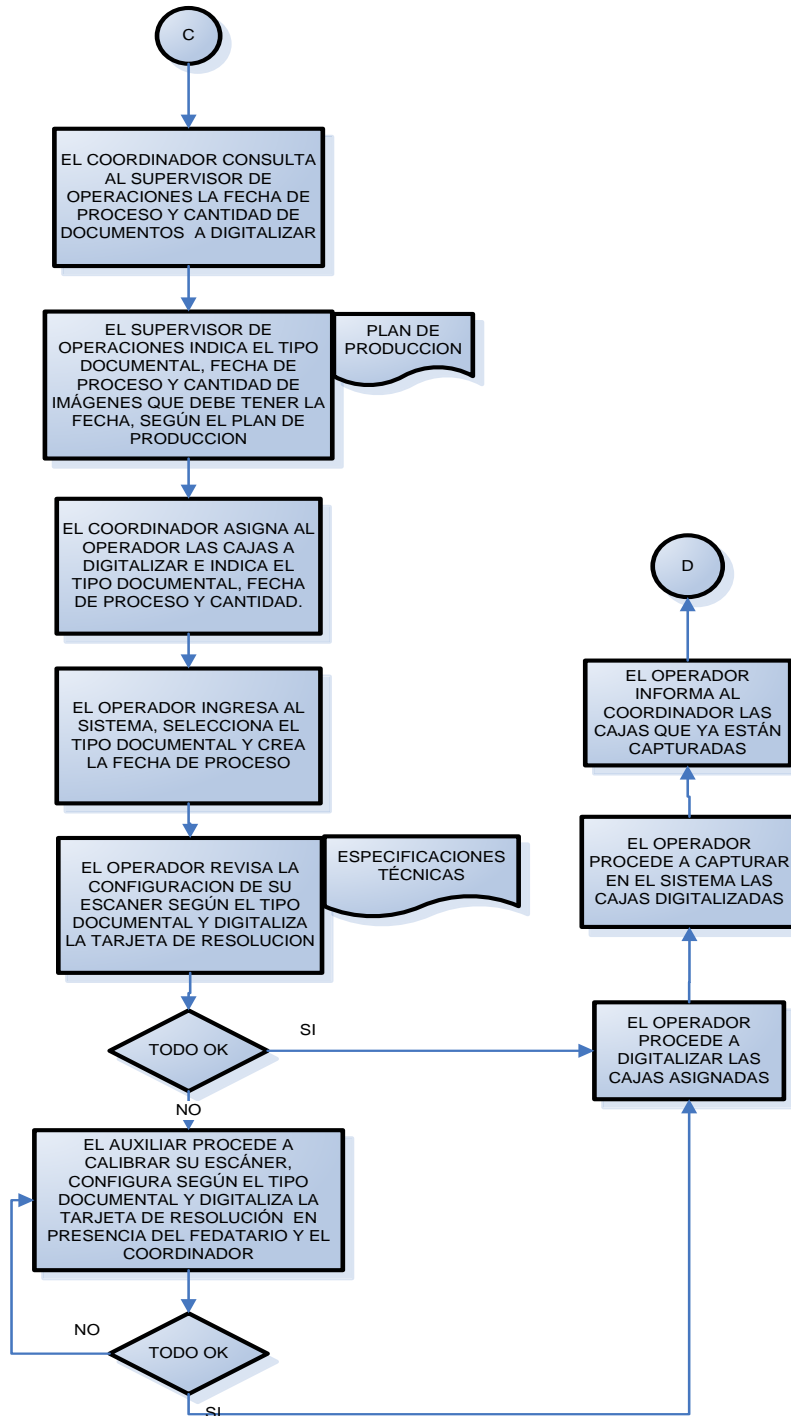 C
EL COORDINADOR CONSULTA
AL SUPERVISOR DE
OPERACIONES LA FECHA DE
PROCESO Y CANTIDAD DE
DOCUMENTOS A DIGITALIZAR
EL SUPERVISOR DE
OPERACIONES INDICA EL TIPO
DOCUMENTAL, FECHA DE
PROCESO Y CANTIDAD DE
IMÁGENES QUE DEBE TENER LA
FECHA, SEGÚN EL PLAN DE
PRODUCCION
PLAN DE
PRODUCCION
EL COORDINADOR ASIGNA AL
OPERADOR LAS CAJAS A
DIGITALIZAR E INDICA EL
TIPO DOCUMENTAL, FECHA
DE PROCESO Y CANTIDAD.
EL OPERADOR INGRESA AL
SISTEMA, SELECCIONA EL
TIPO DOCUMENTAL Y CREA
LA FECHA DE PROCESO
EL OPERADOR REVISA LA
CONFIGURACION DE SU
ESCANER SEGÚN EL TIPO
DOCUMENTAL Y DIGITALIZA
LA TARJETA DE RESOLUCION
ESPECIFICACIONES
TÉCNICAS
TODO OK
SI
NO
EL AUXILIAR PROCEDE A
CALIBRAR SU ESCÁNER,
CONFIGURA SEGÚN EL TIPO
DOCUMENTAL Y DIGITALIZA LA
TARJETA DE RESOLUCIÓN EN
PRESENCIA DEL FEDATARIO Y EL
COORDINADOR
NO
TODO OK
SI
EL OPERADOR
PROCEDE A
DIGITALIZAR LAS
CAJAS ASIGNADAS
EL OPERADOR
PROCEDE A CAPTURAR
EN EL SISTEMA LAS
CAJAS DIGITALIZADAS
EL OPERADOR
INFORMA AL
COORDINADOR LAS
CAJAS QUE YA ESTÁN
CAPTURADAS
D